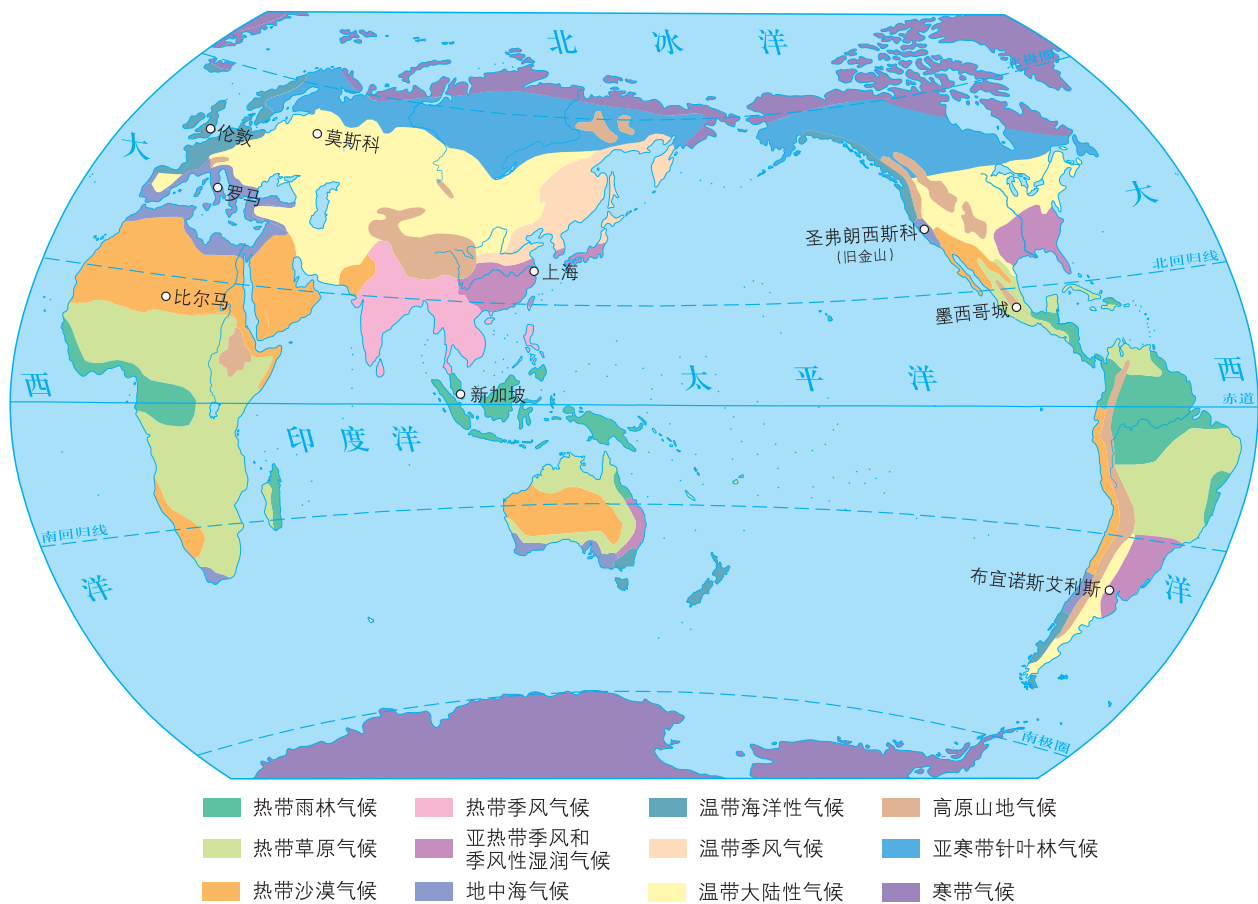 北冰洋
北极圈
大
大
伦敦
莫斯科
罗马
圣弗朗西斯科
(旧金山)
北回归线
上海
比尔马
墨西哥城
西
西
新加坡
太平洋
赤道
印度洋
南回归线
布宜诺斯艾利斯
洋
洋
南极圈
热带雨林气候
热带季风气候
温带海洋性气候
高原山地气候
热带草原气候
亚热带季风和
季风性湿润气候
温带季风气候
亚寒带针叶林气候
热带沙漠气候
地中海气候
温带大陆性气候
寒带气候